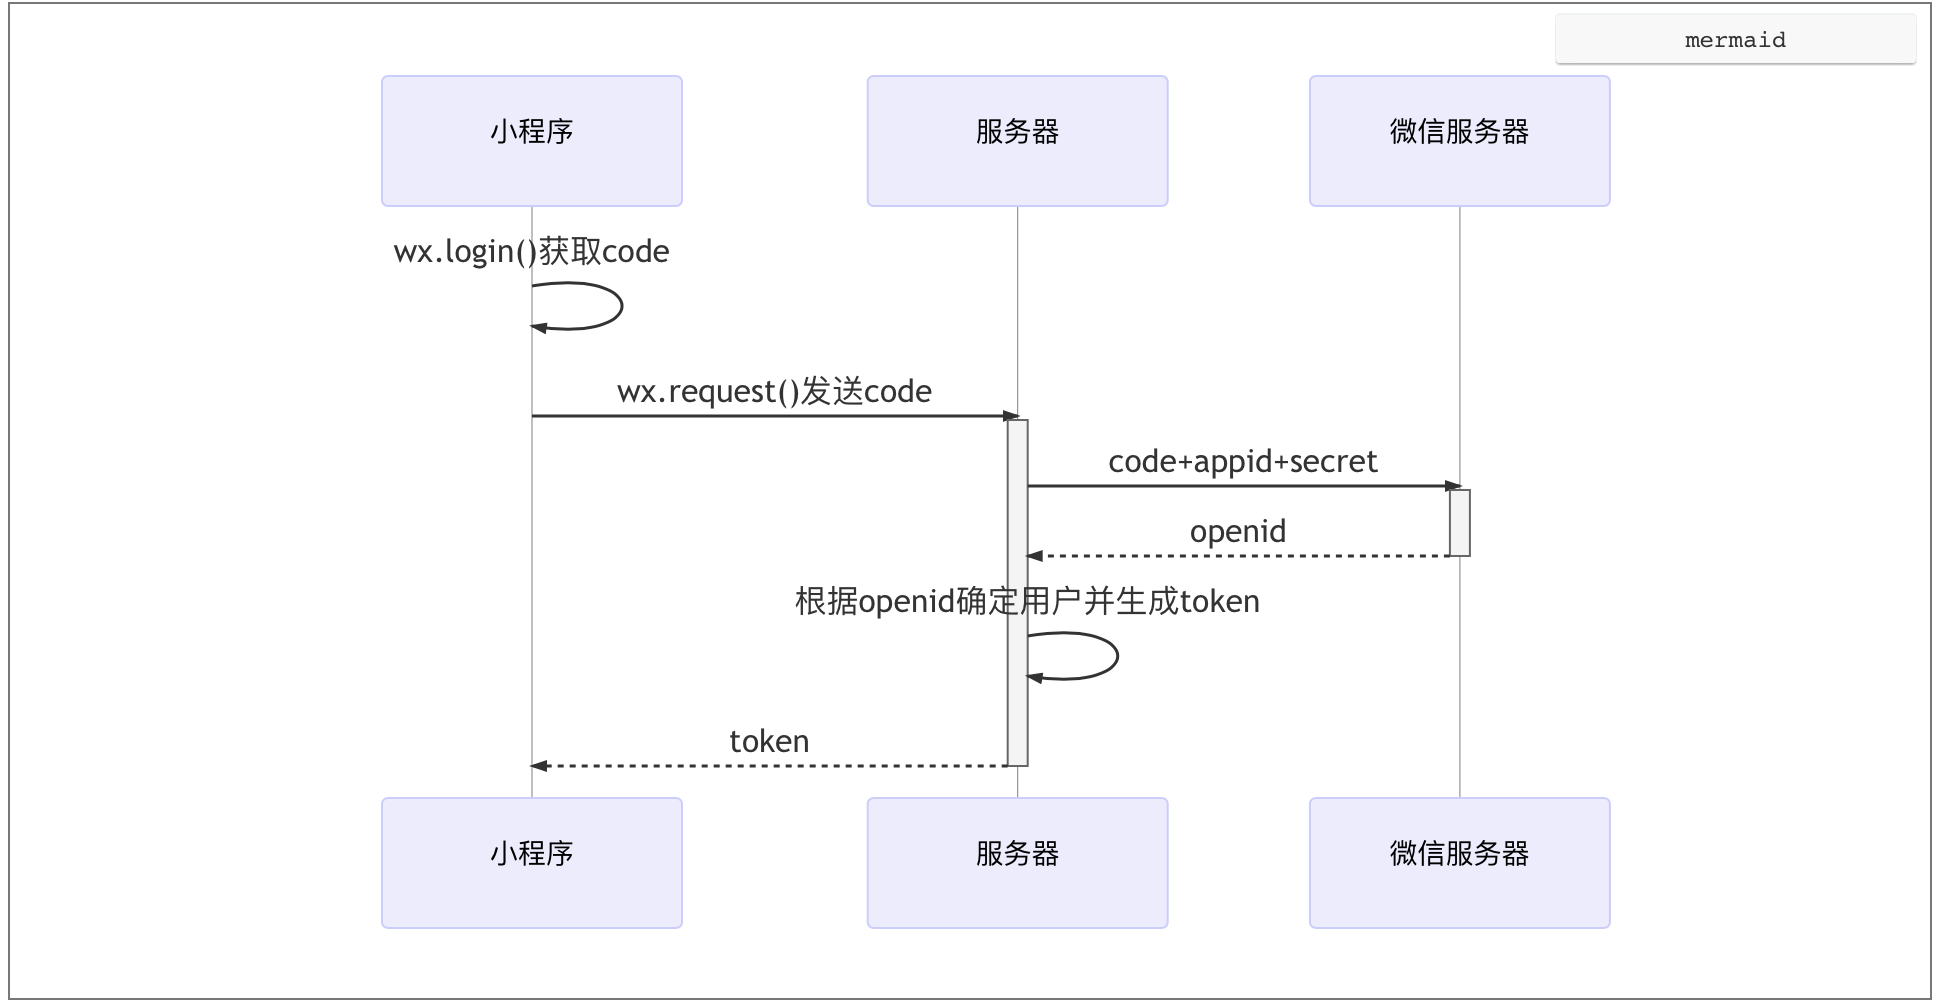 mermaid
小程序
服务器
微信服务器
wx.login()获取code
wx.request()发送code
code+appid+secret
openid
根据openid确定用户并生成token
token
小程序
服务器
微信服务器